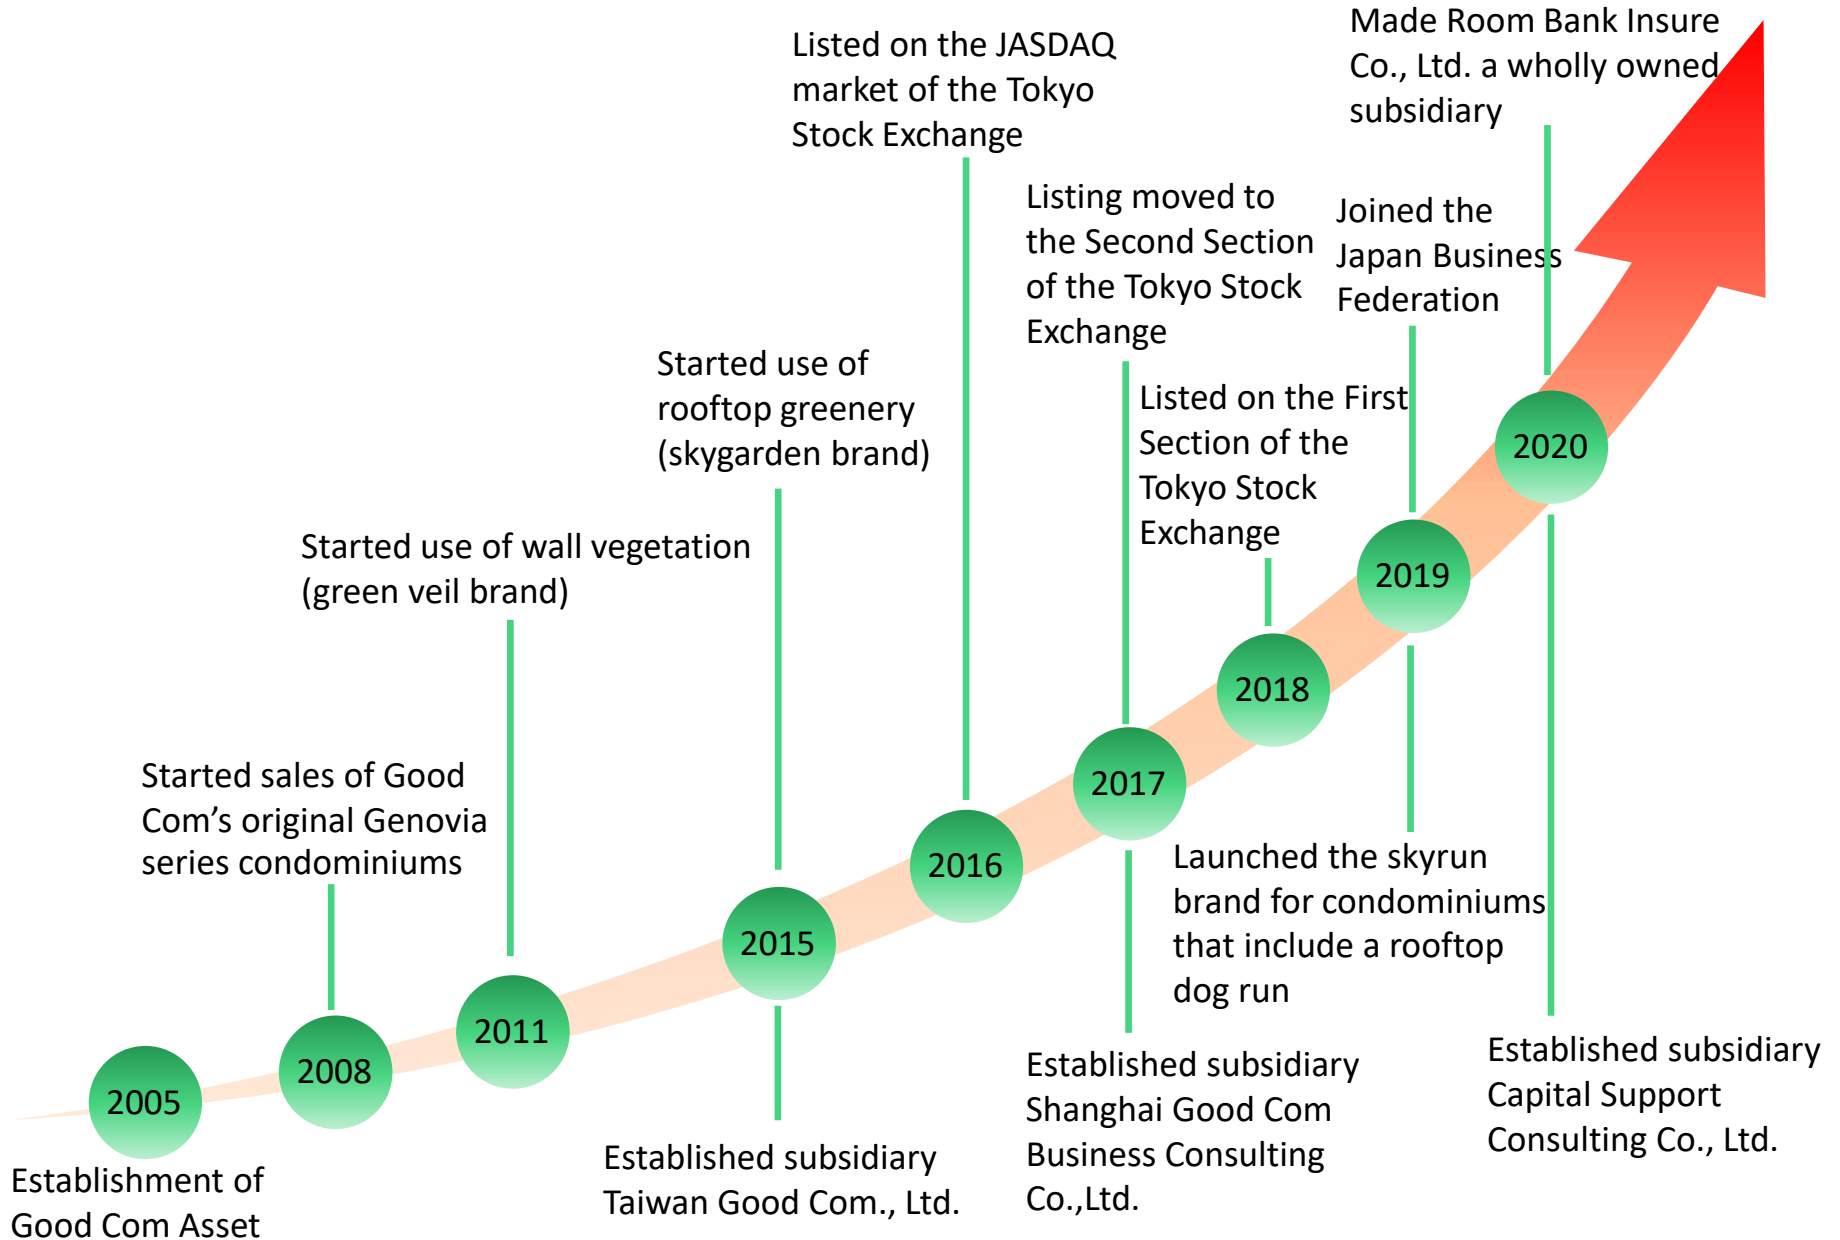 Made Room Bank Insure
Co., Ltd. a wholly owned
subsidiary
Listed on the JASDAQ
market of the Tokyo
Stock Exchange
Listing moved to
the Second Section
of the Tokyo Stock
Exchange
Joined the
Japan Business
Federation
Started use of
rooftop greenery
(skygarden brand)
Listed on the First
Section of the
Tokyo Stock
Exchange
Started use of wall vegetation
(green veil brand)
Started sales of Good
Com’s original Genovia
series condominiums
2005
2008
2011
2015
2016
2017
2018
2019
2020
Launched the skyrun
brand for condominiums
that include a rooftop
dog run
Establishment of
Good Com Asset
Established subsidiary
Taiwan Good Com., Ltd.
Established subsidiary
Shanghai Good Com
Business Consulting
Co.,Ltd.
Established subsidiary
Capital Support
Consulting Co., Ltd.